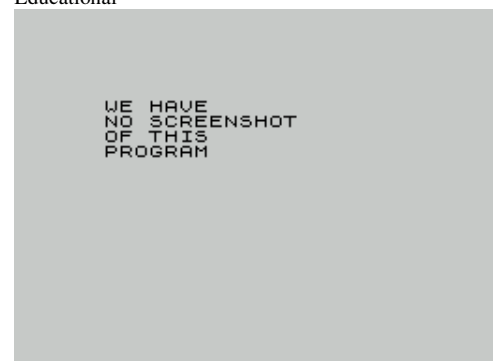 Educational
WE HAVE
NO SCREENSHOT
OF THIS
PROGRAM